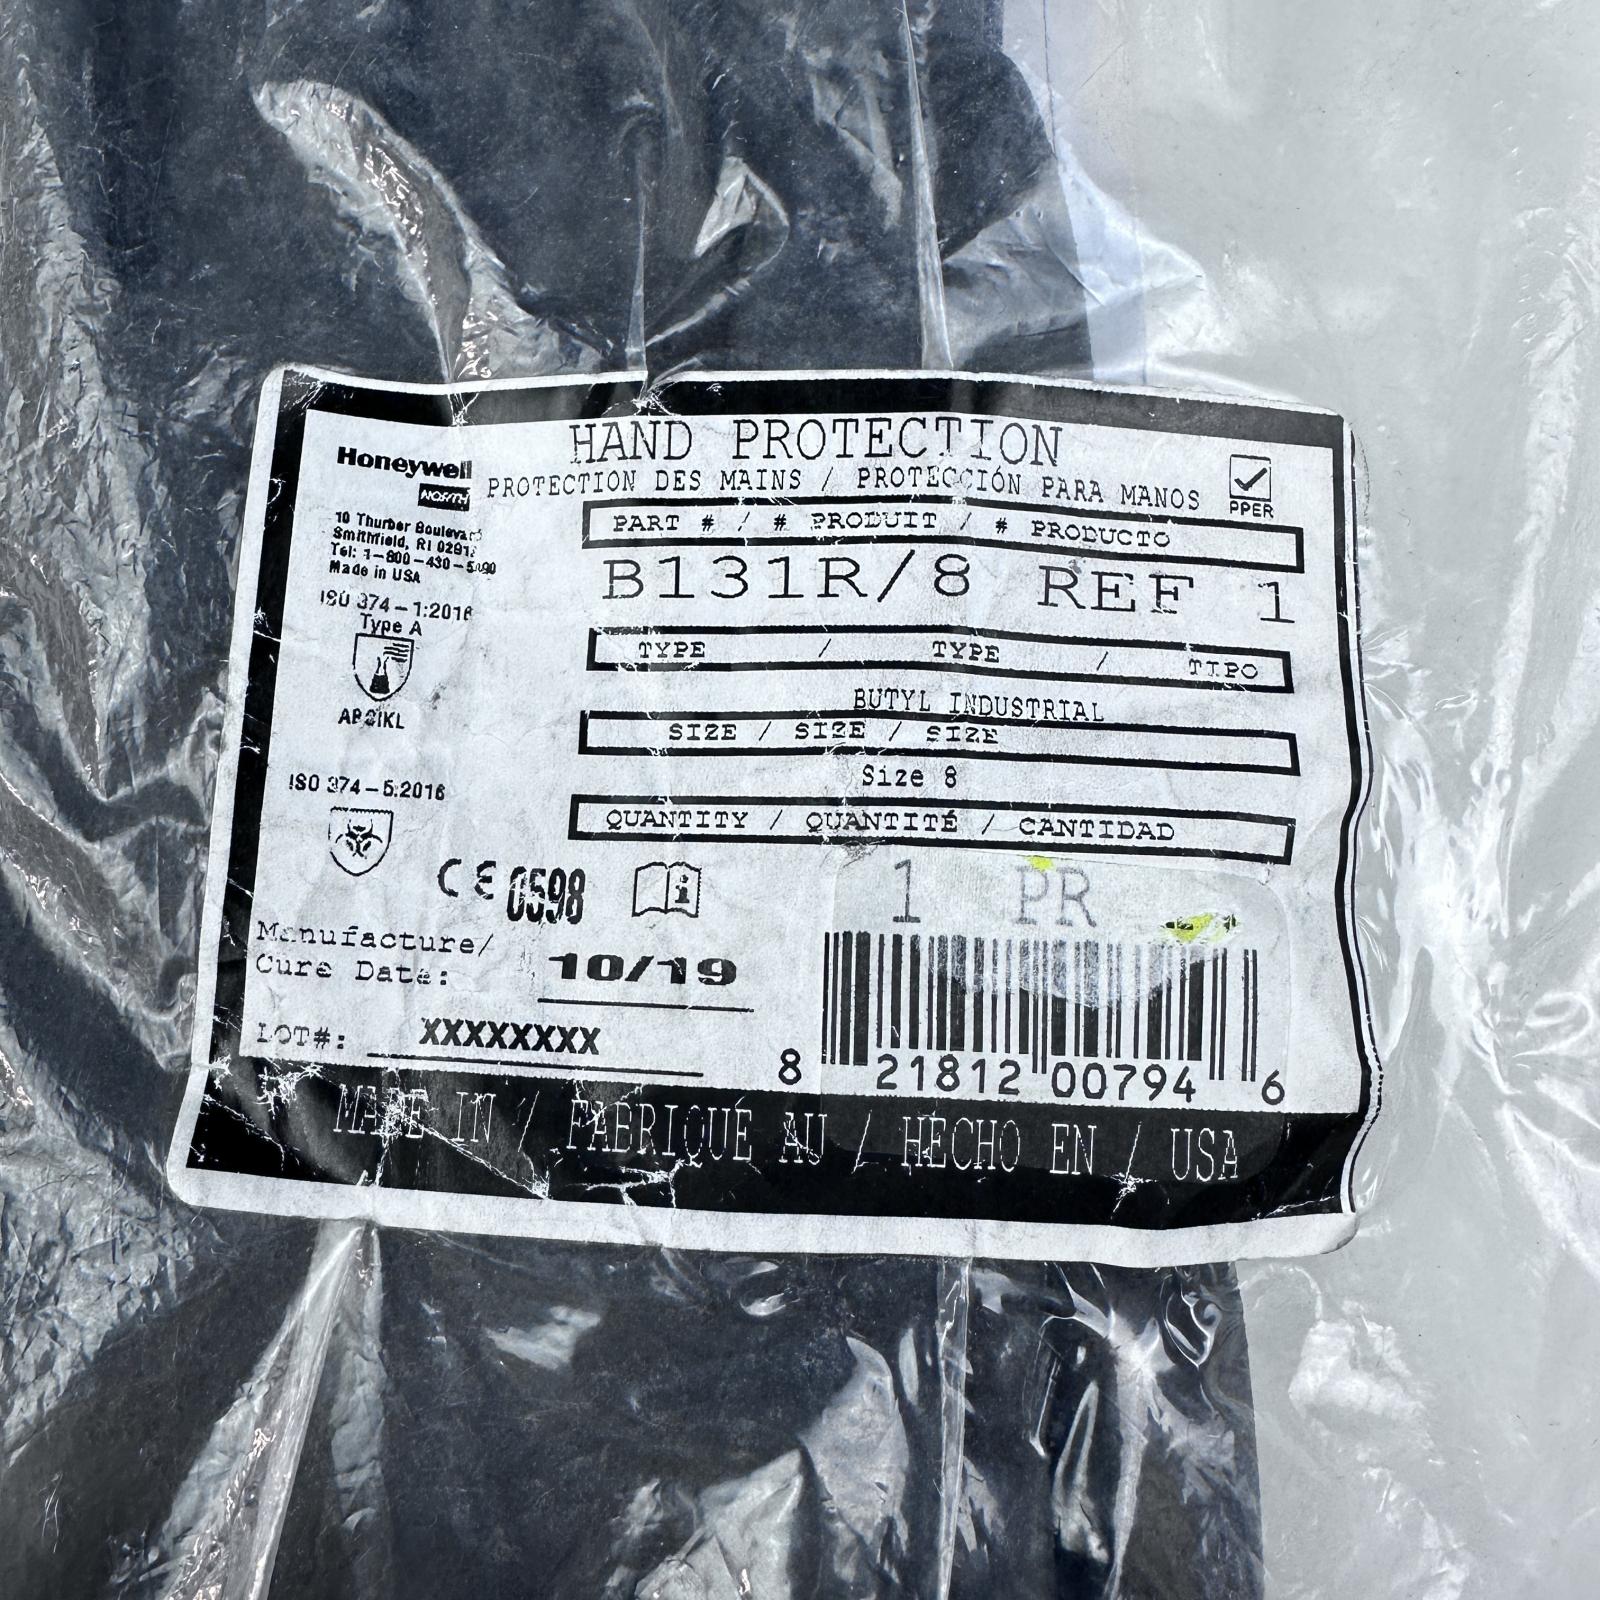 HAND PROTECTION
PROTECTION DES MAINS / PROTECCIÓN PARA MANOS
PPER
Honeywell
NORTH
10 Thurber Boulevard
Smithfield, RI
Tel: 1-800-430-
Made in USA
ISO 374-1:2016
Type A
ISO 374-5:2016
CE 0598
PART # / # PRODUIT / # PRODUCTO
B131R/8 REF 1
TYPE / TYPE / TIPO
BUTYL INDUSTRIAL
SIZE / SIZE / SIZE
Size 8
QUANTITY / QUANTITÉ / CANTIDAD
1 PR
Manufacture/
Cure Date: 10/19
LOT#: XXXXXXXX
8 21812 00794 6
MADE IN / FABRIQUÉ AU / HECHO EN / USA